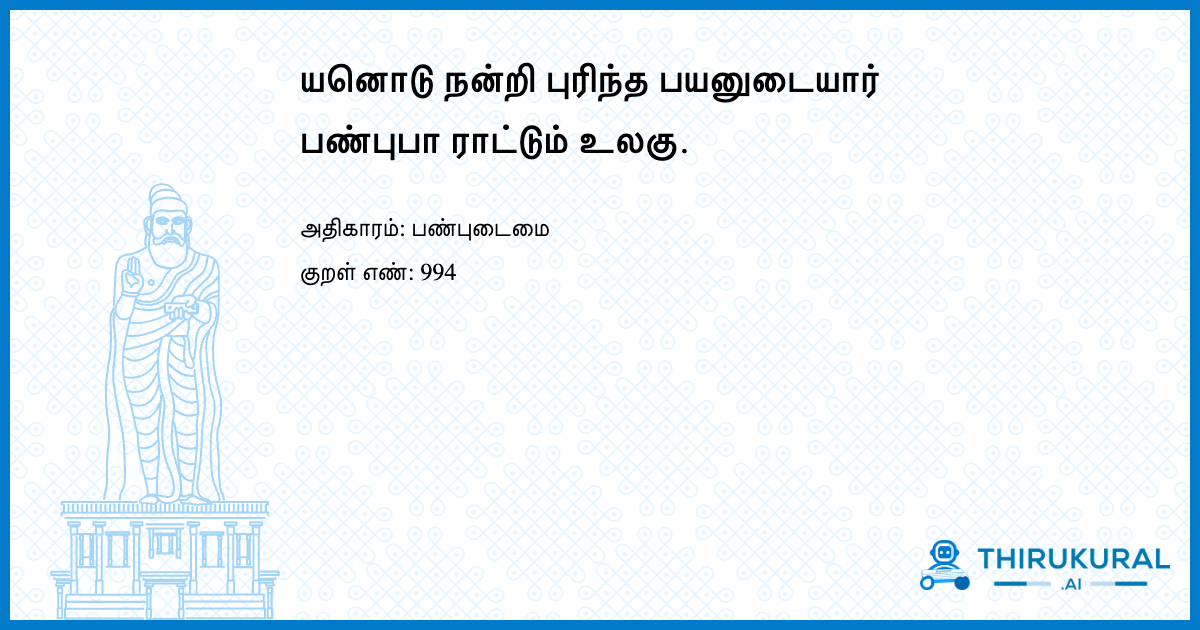 யனொடு நன்றி புரிந்த பயனுடையார்
பண்புபா ராட்டும் உலகு.
அதிகாரம்: பண்புடைமை
குறள் எண்: 994
THIRUKURAL
.AI